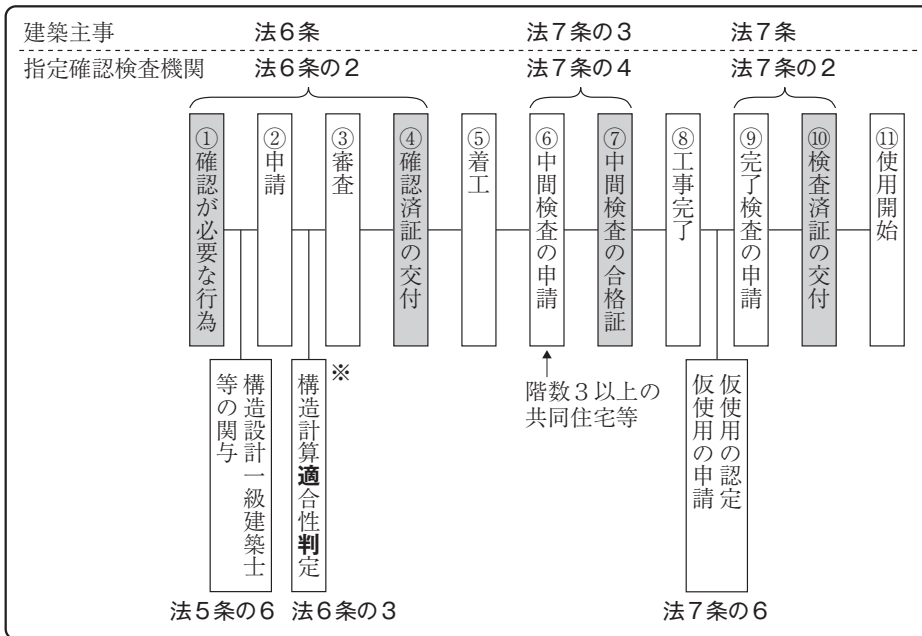 建築主事 法6条 法7条の3 法7条
指定確認検査機関 法6条の2 法7条の4 法7条の2
①確認が必要な行為
②申請
③審査
④確認済証の交付
⑤着工
⑥中間検査の申請
⑦中間検査の合格証
⑧工事完了
⑨完了検査の申請
⑩検査済証の交付
⑪使用開始
構造設計一級建築士
等の関与
構造計算適合性判定
※
階数3以上の
共同住宅等
仮使用の認定
仮使用の申請
法5条の6 法6条の3 法7条の6